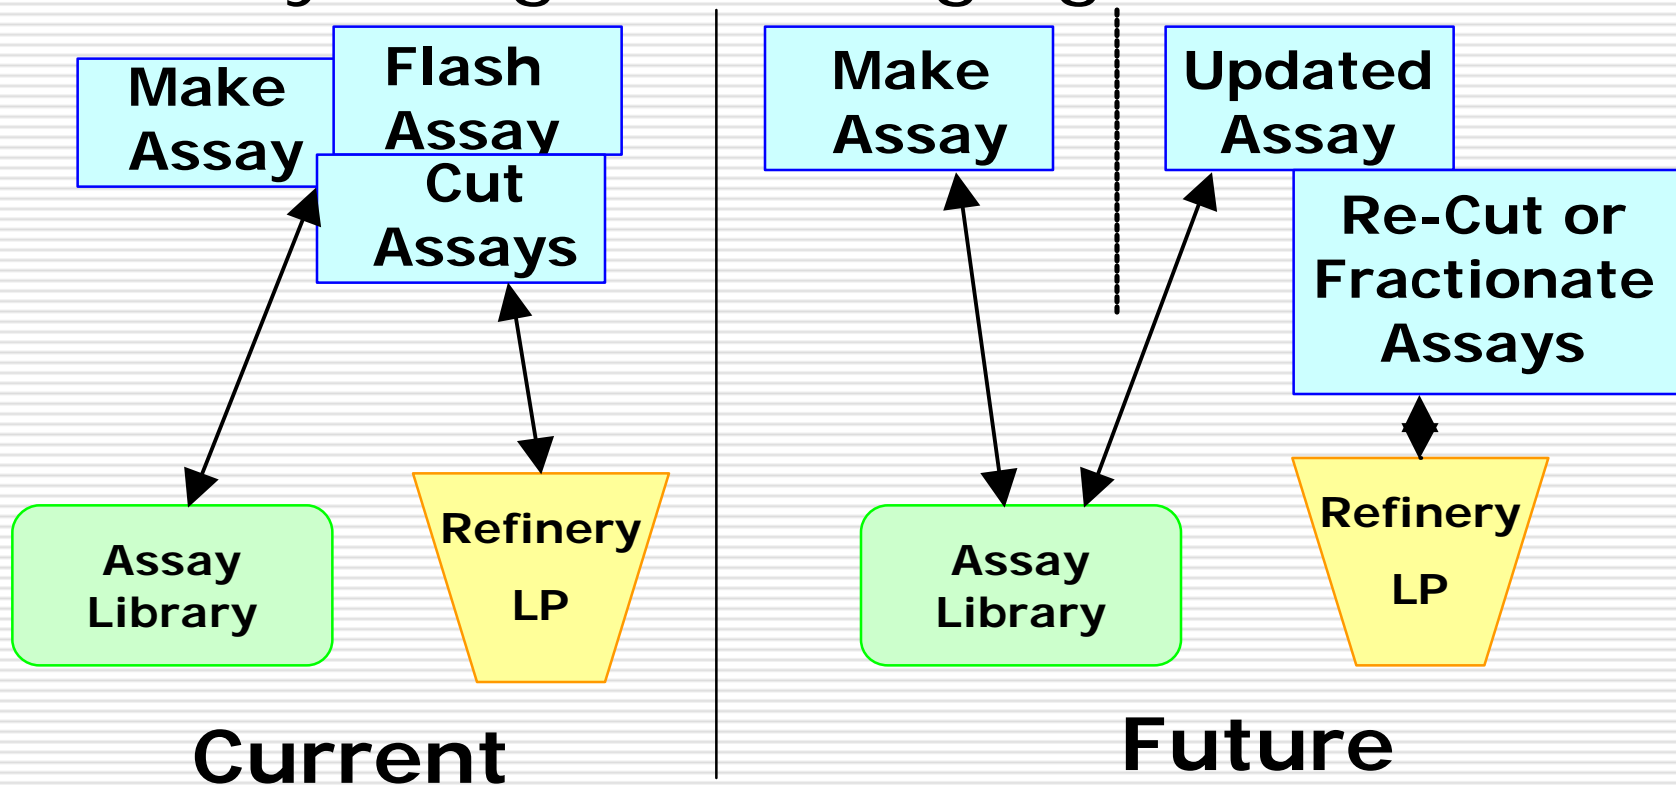 Make
Assay
Flash
Assay
Cut
Assays
Assay
Library
Refinery
LP
Current
Make
Assay
Updated
Assay
Re-Cut or
Fractionate
Assays
Assay
Library
Refinery
LP
Future